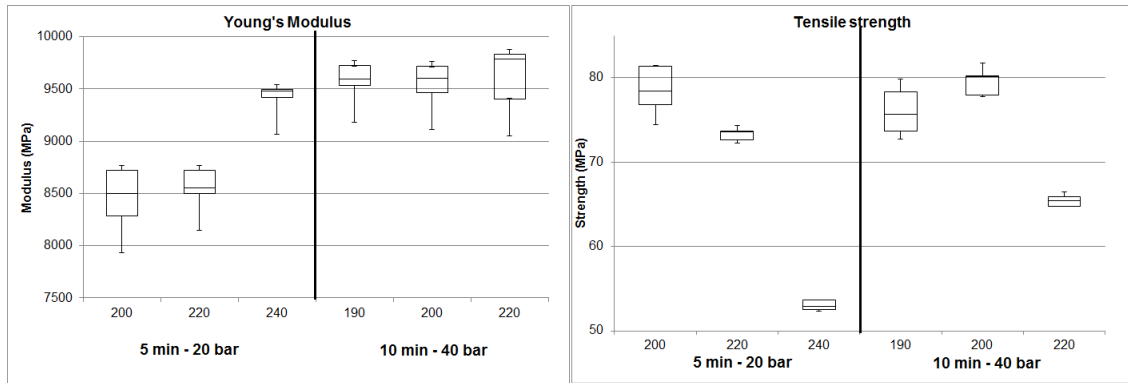 Young's Modulus
10000
9500
9000
8500
8000
7500
Modulus (MPa)
200 220 240 190 200 220
5 min - 20 bar 10 min - 40 bar
Tensile strength
80
70
60
50
Strength (MPa)
200 220 240 190 200 220
5 min - 20 bar 10 min - 40 bar